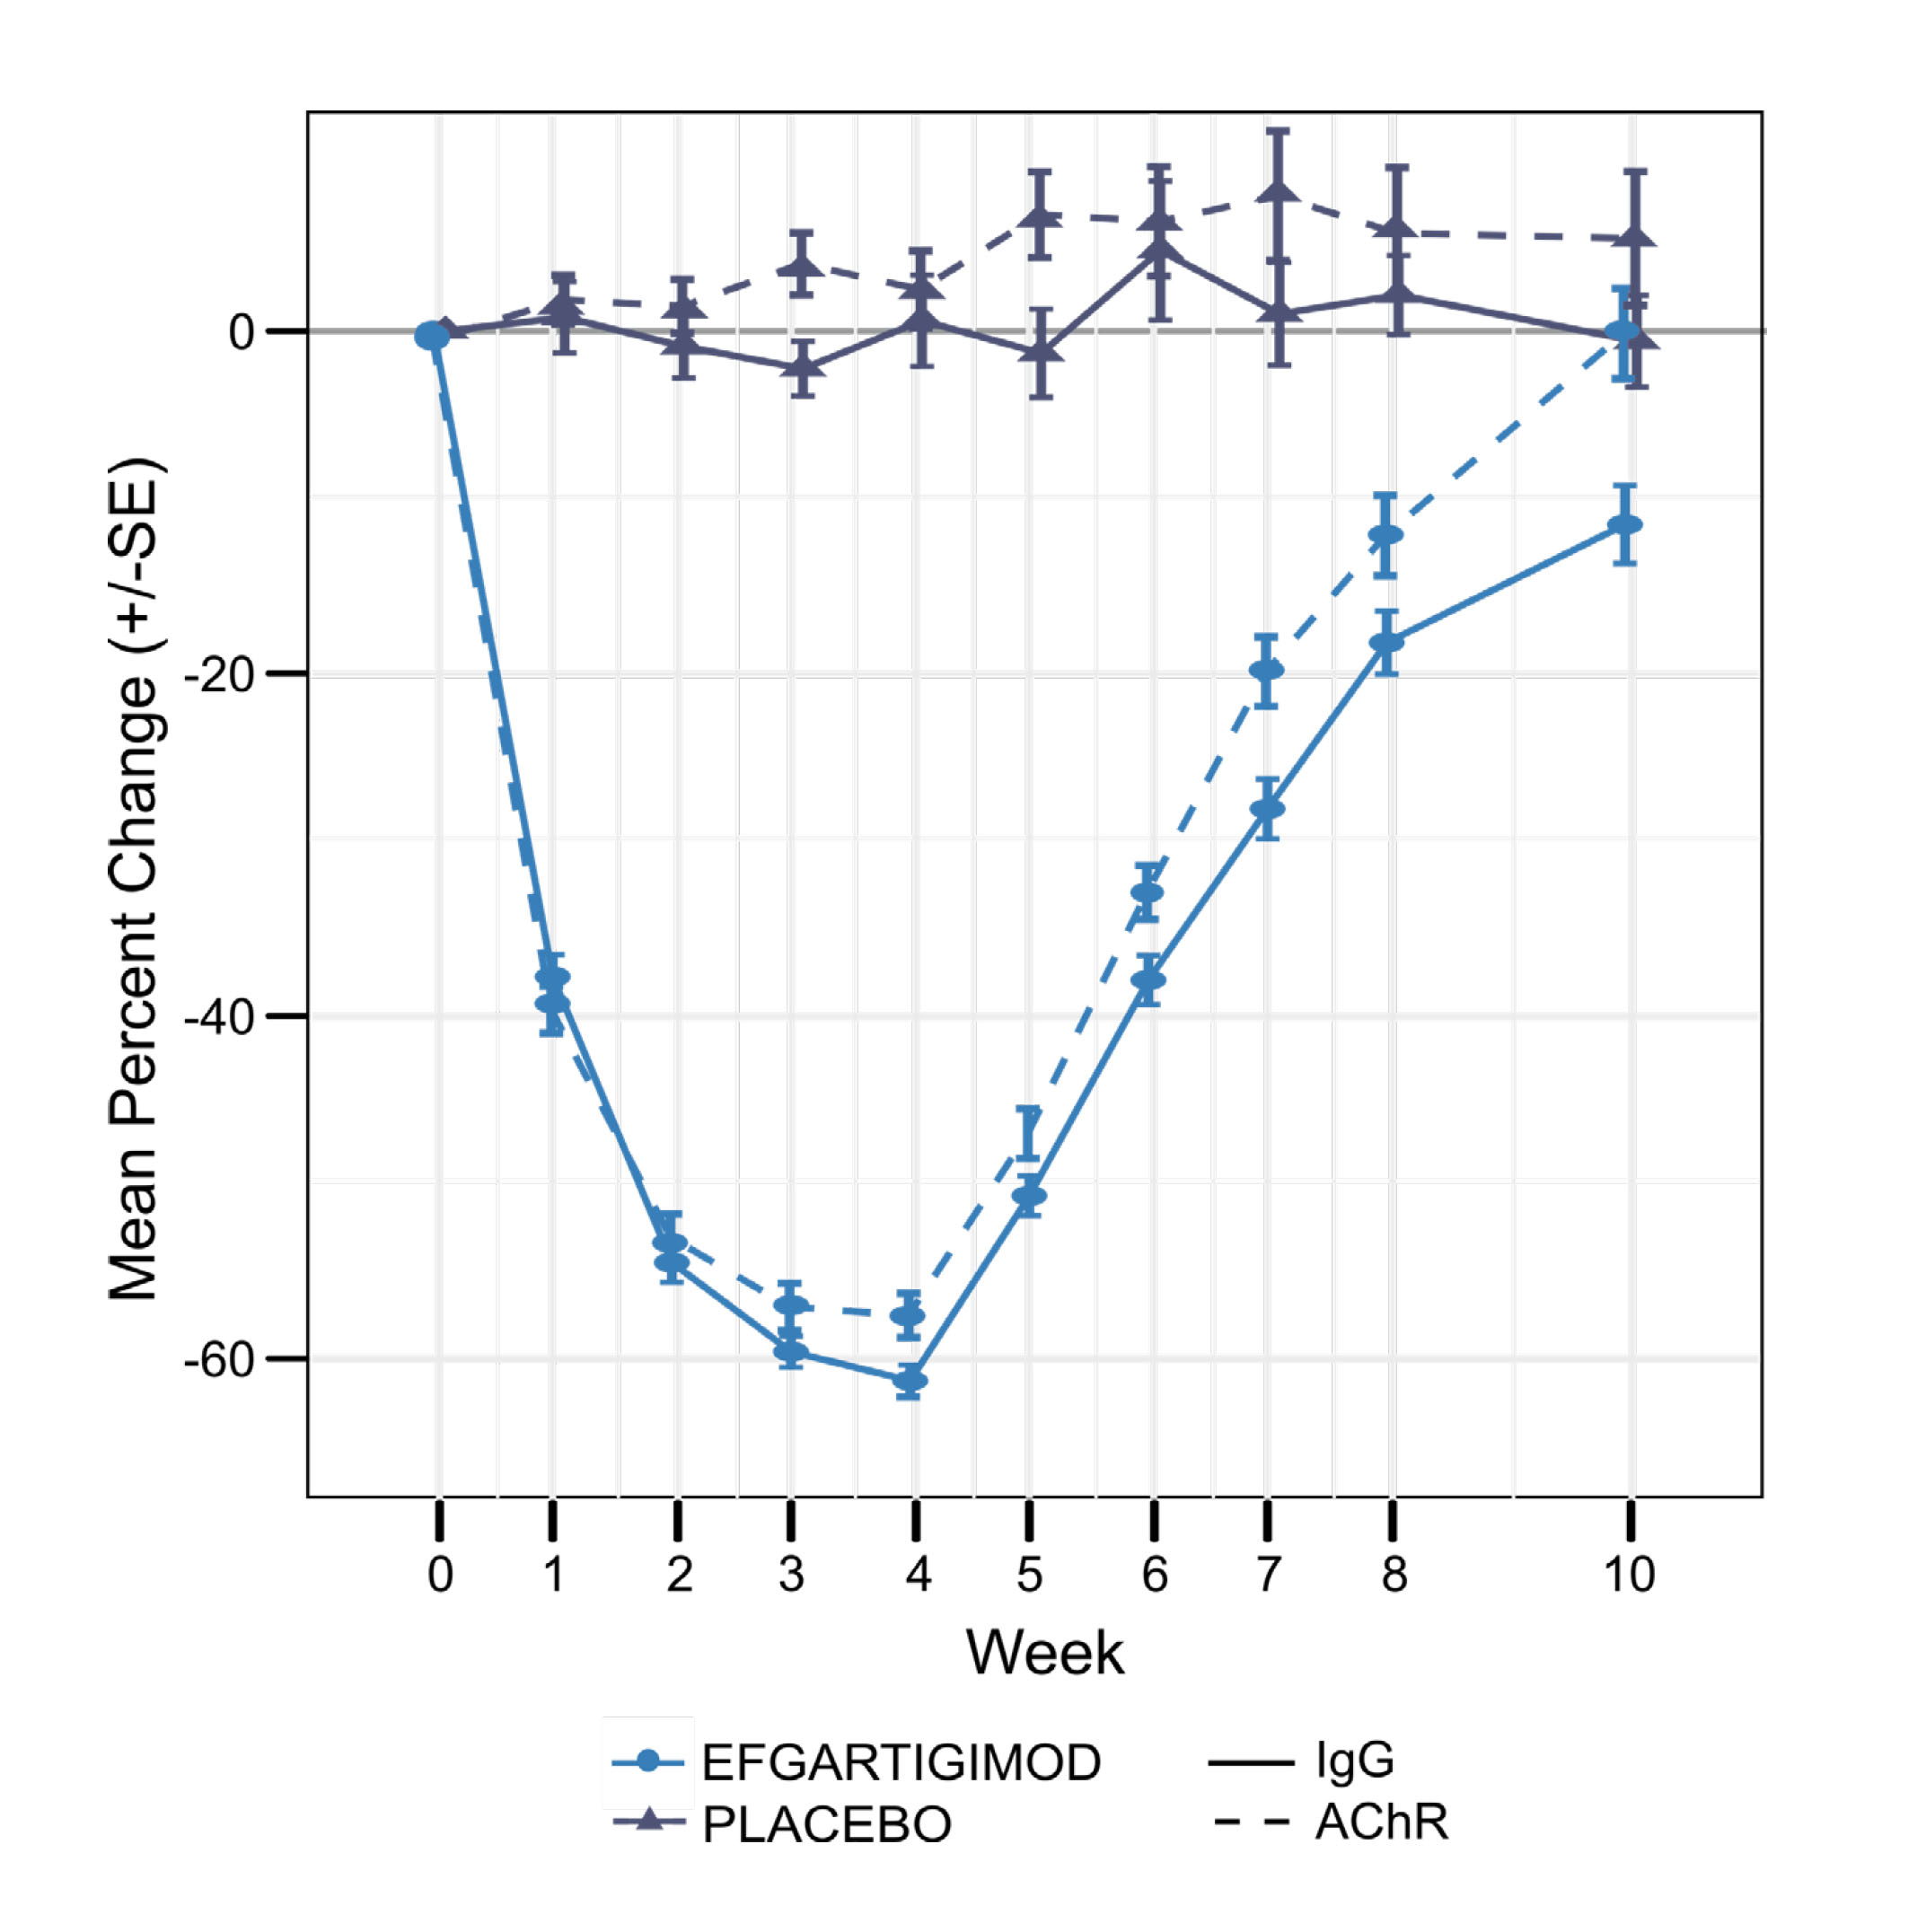 Mean Percent Change (+/-SE)
0
-20
-40
-60
0 1 2 3 4 5 6 7 8 10
Week
EFGARTIGIMOD IgG
PLACEBO AChR